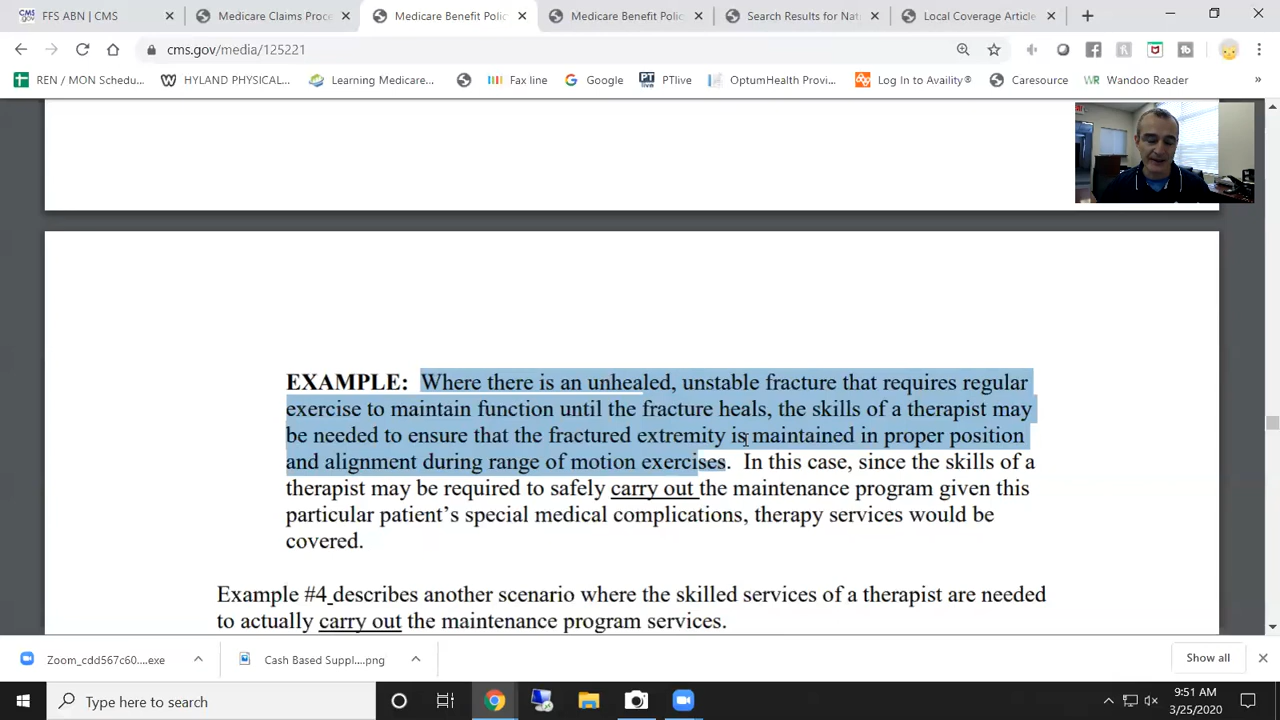 FFS ABN | CMS
Medicare Claims Proce
Medicare Benefit Polic
Medicare Benefit Polic
Search Results for Nat
Local Coverage Article
cms.gov/media/125221
REN / MON Schedu...
HYLAND PHYSICAL...
Learning Medicare...
Fax line
Google
PTlive
OptumHealth Provi...
Log In to Availity®
Caresource
WR Wandoo Reader
»
EXAMPLE: Where there is an unhealed, unstable fracture that requires regular
exercise to maintain function until the fracture heals, the skills of a therapist may
be needed to ensure that the fractured extremity is maintained in proper position
and alignment during range of motion exercises. In this case, since the skills of a
therapist may be required to safely carry out the maintenance program given this
particular patient’s special medical complications, therapy services would be
covered.
Example #4 describes another scenario where the skilled services of a therapist are needed
to actually carry out the maintenance program services.
Zoom_cdd567c60....exe
Cash Based Suppl....png
Show all
Type here to search
9:51 AM
3/25/2020